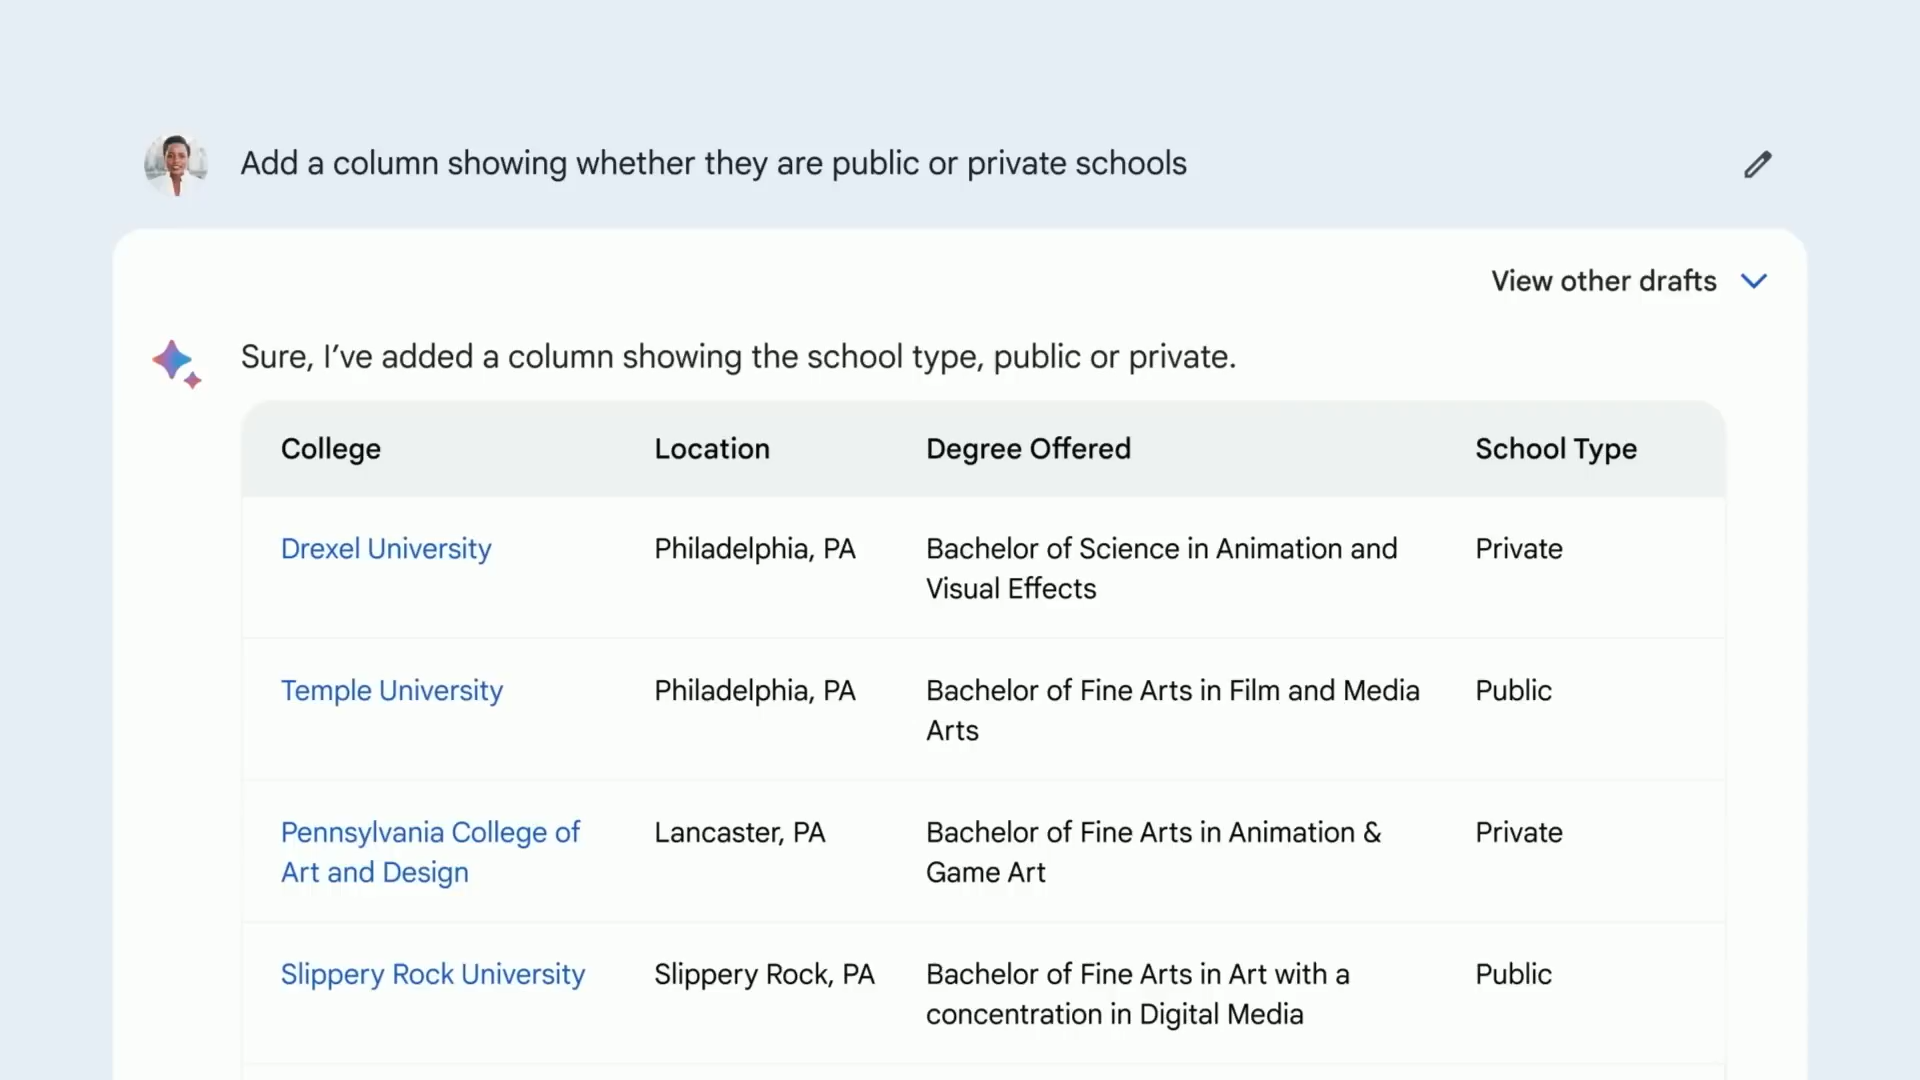 Add a column showing whether they are public or private schools
View other drafts
Sure, I’ve added a column showing the school type, public or private.
College Location Degree Offered School Type
Drexel University Philadelphia, PA Bachelor of Science in Animation and Private
Visual Effects
Temple University Philadelphia, PA Bachelor of Fine Arts in Film and Media Public
Arts
Pennsylvania College of Lancaster, PA Bachelor of Fine Arts in Animation & Private
Art and Design Game Art
Slippery Rock University Slippery Rock, PA Bachelor of Fine Arts in Art with a Public
concentration in Digital Media